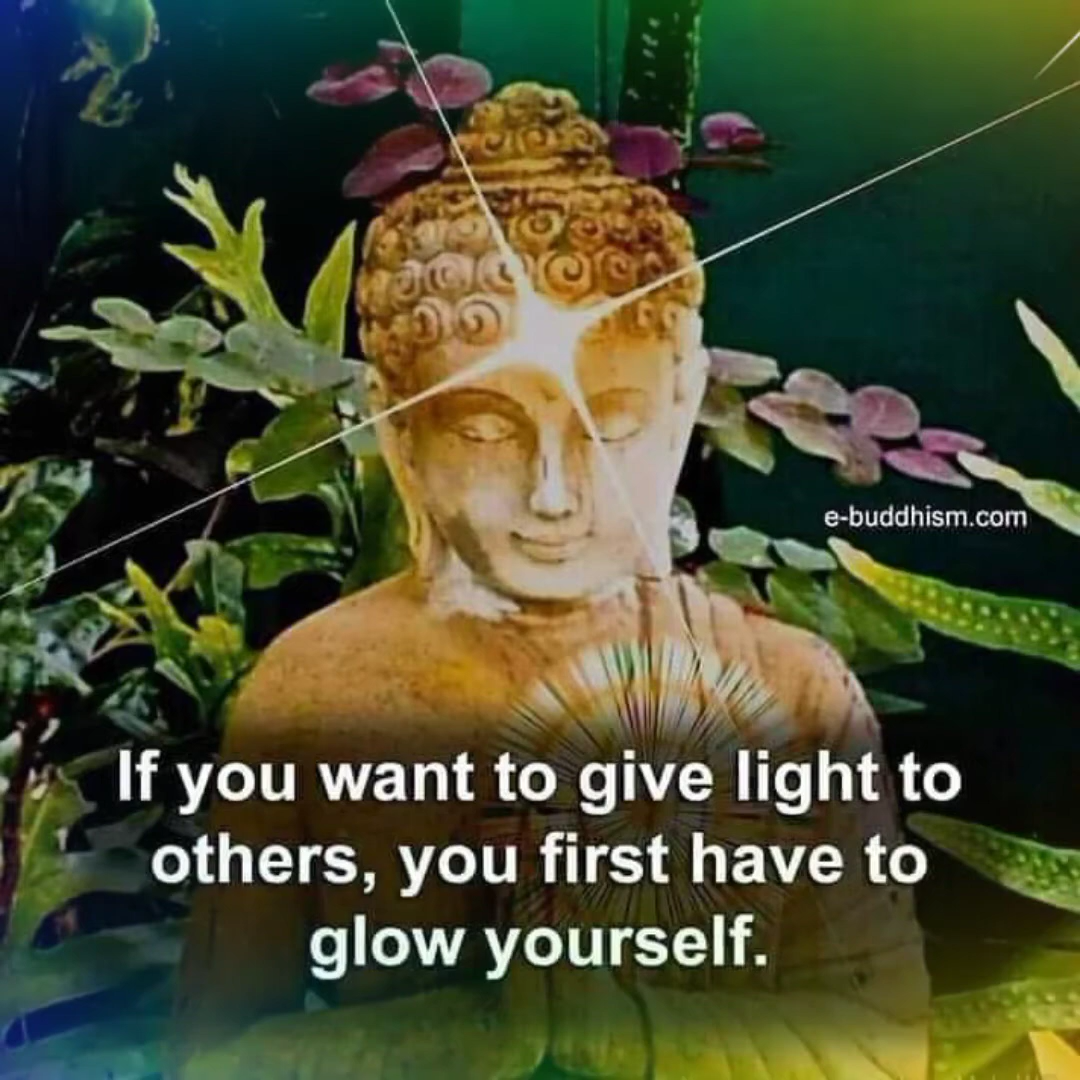 e-buddhism.com
If you want to give light to
others, you first have to
glow yourself.